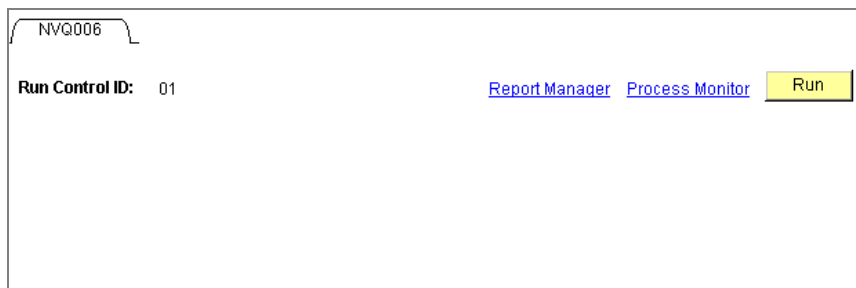 NVQ006
Run Control ID: 01 Report Manager Process Monitor Run